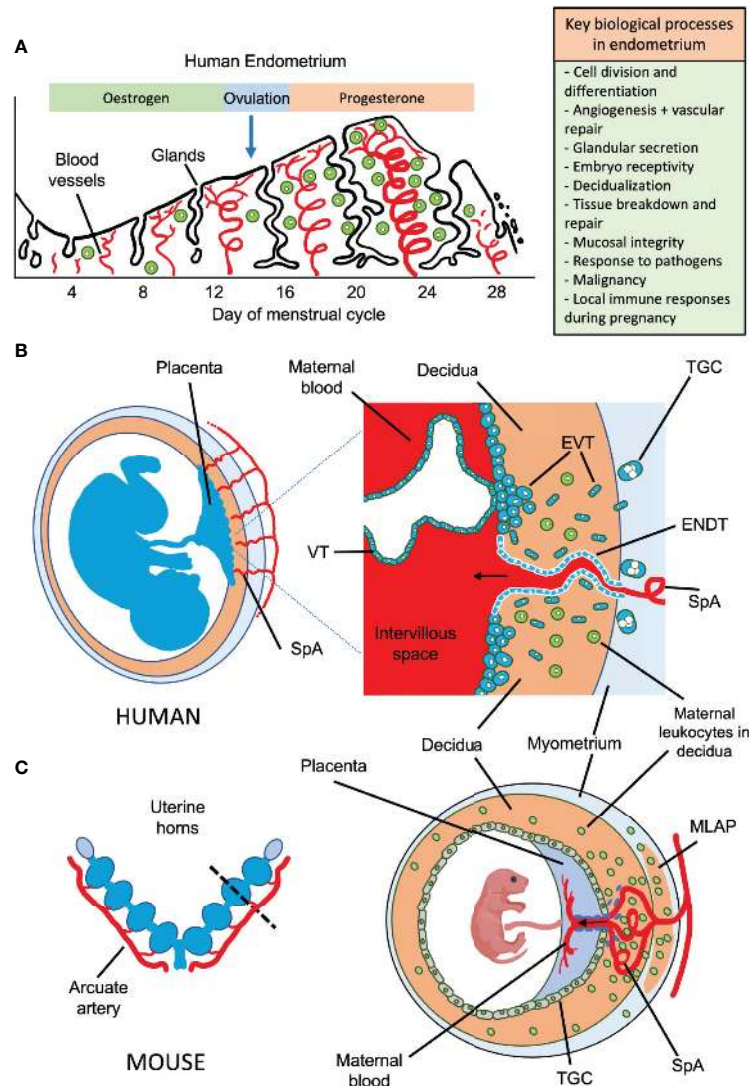 A
Human Endometrium
Oestrogen
Ovulation
Progesterone
Blood
vessels
Glands
4
8
12
16
20
24
28
Day of menstrual cycle
Key biological processes
in endometrium
- Cell division and
differentiation
- Angiogenesis + vascular
repair
- Glandular secretion
- Embryo receptivity
- Decidualization
- Tissue breakdown and
repair
- Mucosal integrity
- Response to pathogens
- Malignancy
- Local immune responses
during pregnancy
B
Placenta
Maternal
blood
Decidua
TGC
EVT
ENDT
VT
SpA
SpA
Intervillous
space
HUMAN
Decidua
Myometrium
Maternal
leukocytes in
decidua
C
Placenta
Uterine
horns
MLAP
Arcuate
artery
MOUSE
Maternal
blood
TGC
SpA